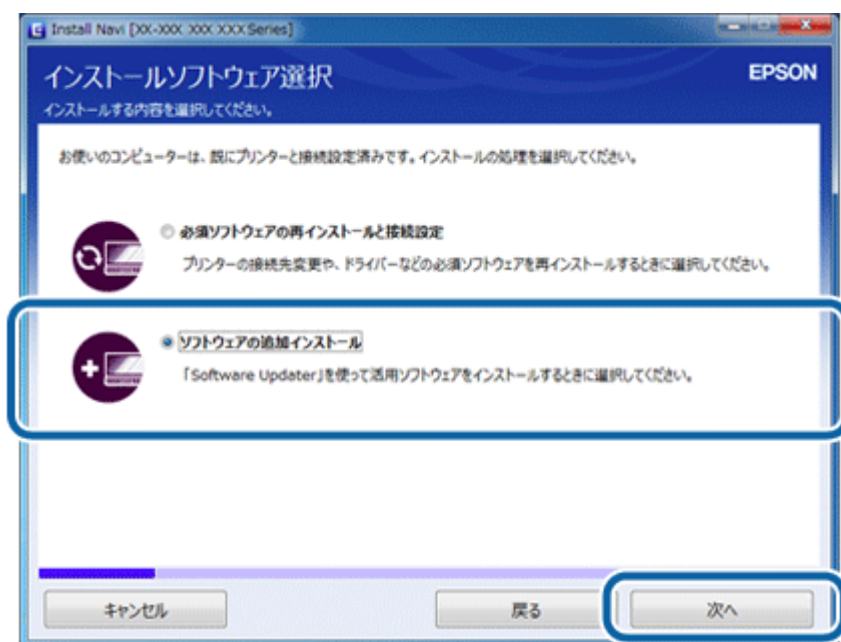 Install Navi [XX-XXX XXX XXX Series]
インストールソフトウェア選択
EPSON
インストールする内容を選択してください。
お使いのコンピューターは、既にプリンターと接続設定済みです。インストールの処理を選択してください。
必須ソフトウェアの再インストールと接続設定
プリンターの接続先変更や、ドライバーなどの必須ソフトウェアを再インストールするときに選択してください。
ソフトウェアの追加インストール
「Software Updater」を使って活用ソフトウェアをインストールするときに選択してください。
キャンセル
戻る
次へ